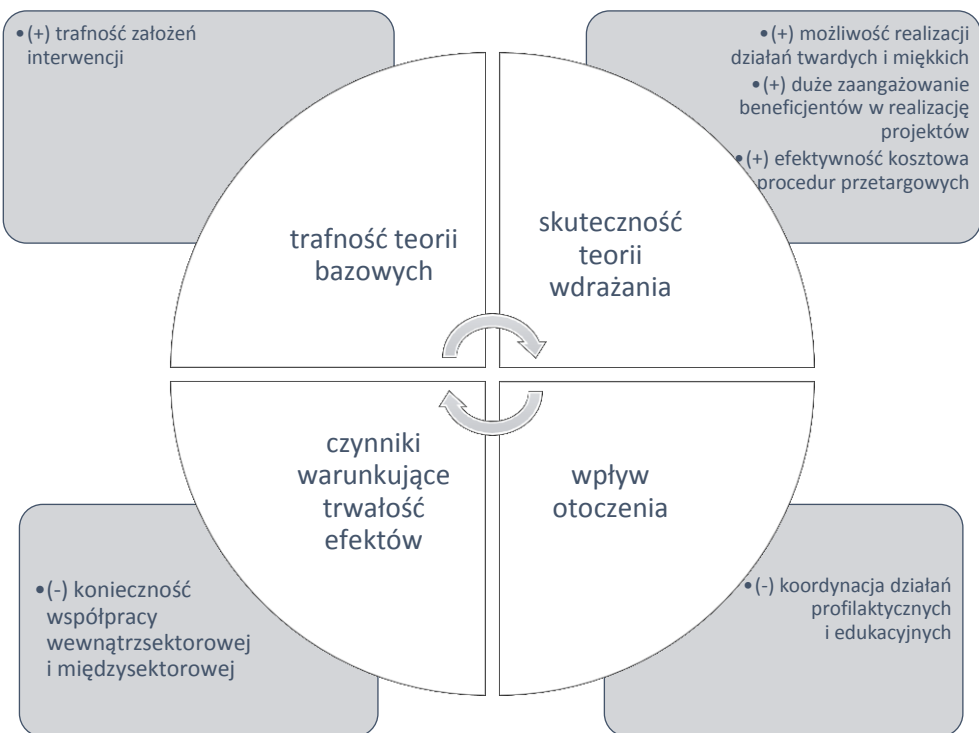 •(+) trafność założeń
interwencji
•(+) możliwość realizacji
działań twardych i miękkich
•(+) duże zaangażowanie
beneficjentów w realizację
projektów
•(+) efektywność kosztowa
procedur przetargowych
trafność teorii
bazowych
skuteczność
teorii
wdrażania
czynniki
warunkujące
trwałość
efektów
wpływ
otoczenia
•(-) konieczność
współpracy
wewnątrzsektorowej
i międzysektorowej
•(-) koordynacja działań
profilaktycznych
i edukacyjnych